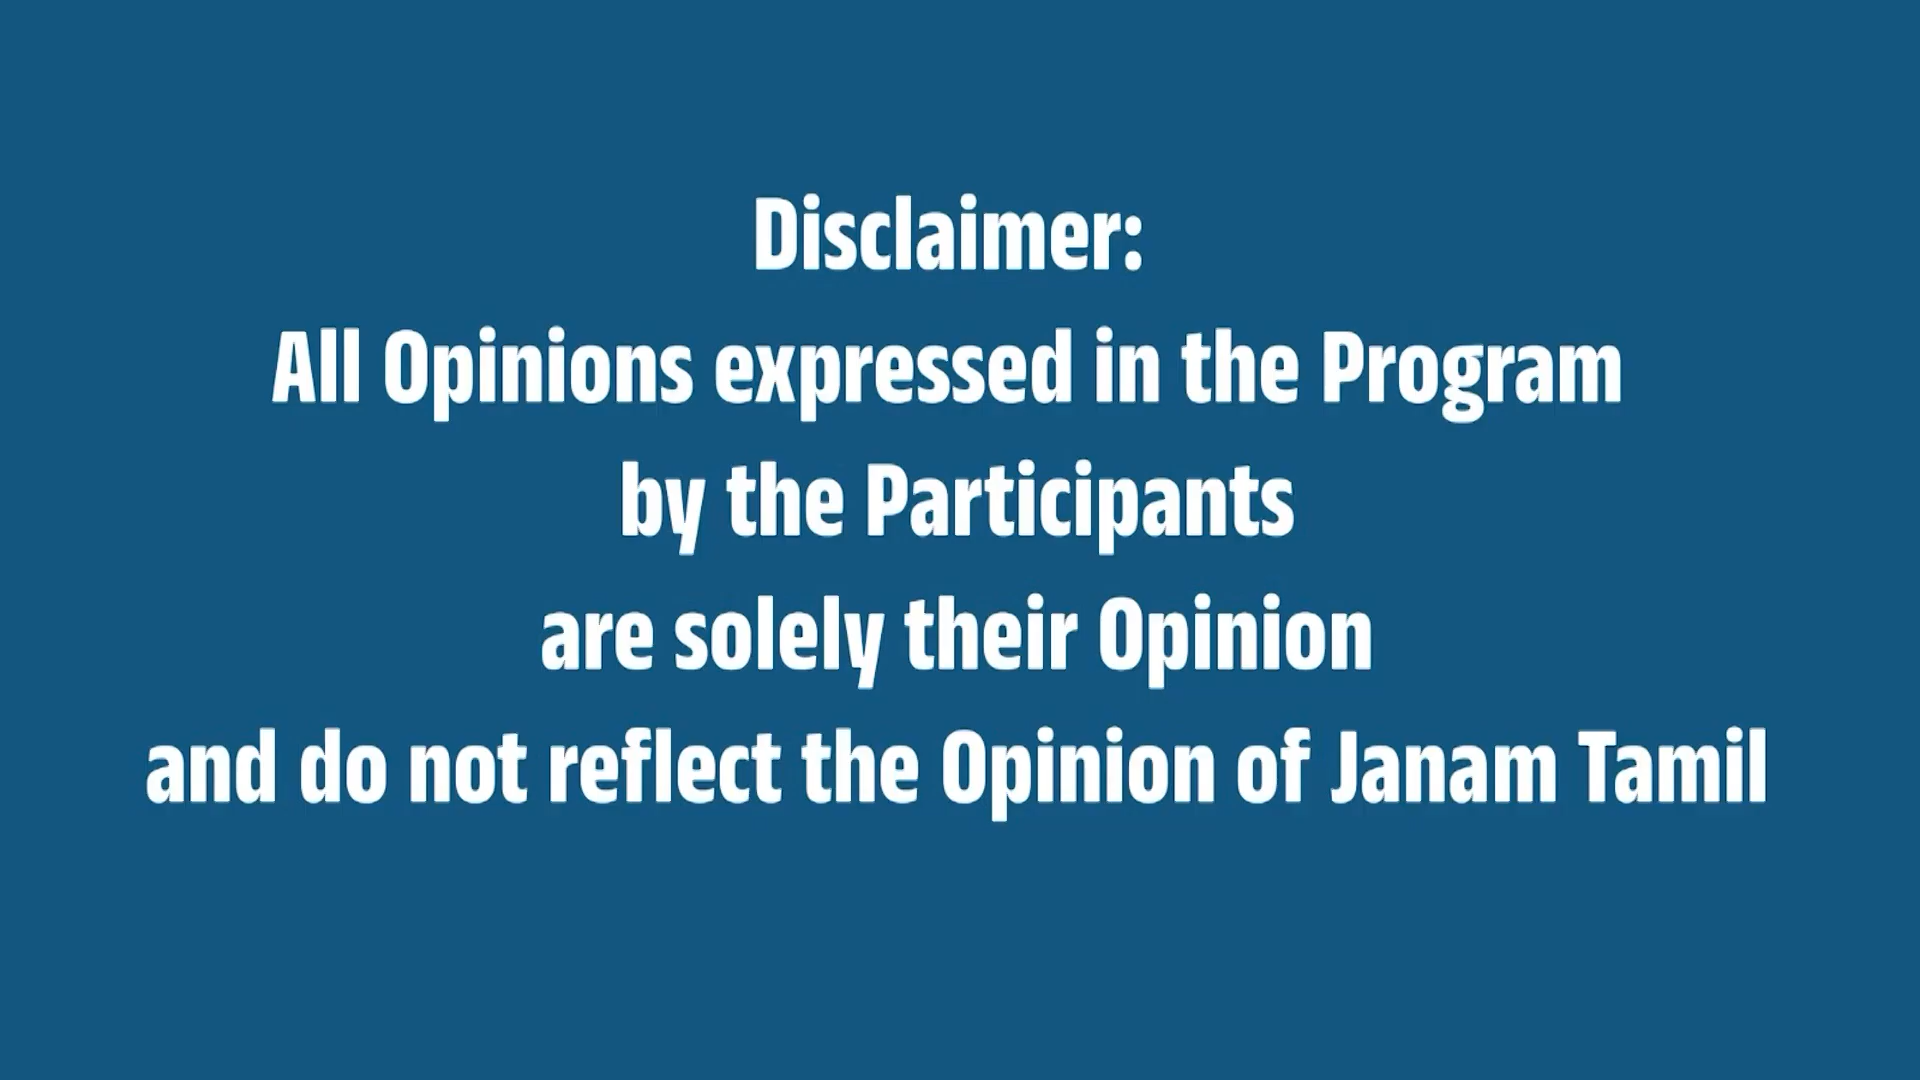 Disclaimer:
All Opinions expressed in the Program
by the Participants
are solely their Opinion
and do not reflect the Opinion of Janam Tamil